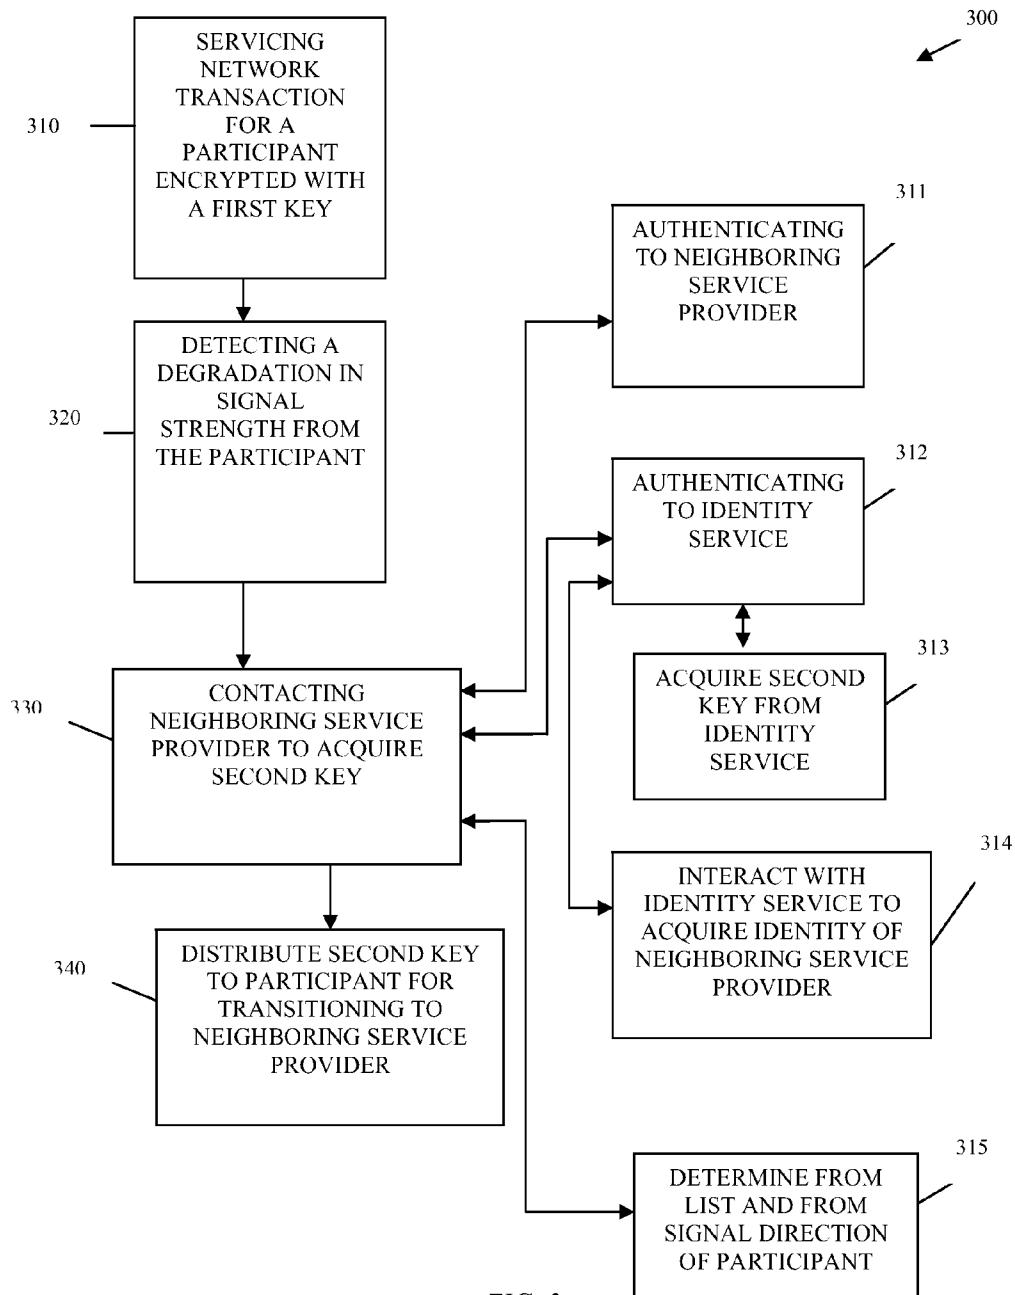 300
SERVICING
NETWORK
TRANSACTION
FOR A
PARTICIPANT
ENCRYPTED WITH
A FIRST KEY
310
311
AUTHENTICATING
TO NEIGHBORING
SERVICE
PROVIDER
DETECTING A
DEGRADATION IN
SIGNAL
STRENGTH FROM
THE PARTICIPANT
320
312
AUTHENTICATING
TO IDENTITY
SERVICE
313
ACQUIRE SECOND
KEY FROM
IDENTITY
SERVICE
330
CONTACTING
NEIGHBORING SERVICE
PROVIDER TO ACQUIRE
SECOND KEY
314
INTERACT WITH
IDENTITY SERVICE TO
ACQUIRE IDENTITY OF
NEIGHBORING SERVICE
PROVIDER
340
DISTRIBUTE SECOND KEY
TO PARTICIPANT FOR
TRANSITIONING TO
NEIGHBORING SERVICE
PROVIDER
315
DETERMINE FROM
LIST AND FROM
SIGNAL DIRECTION
OF PARTICIPANT